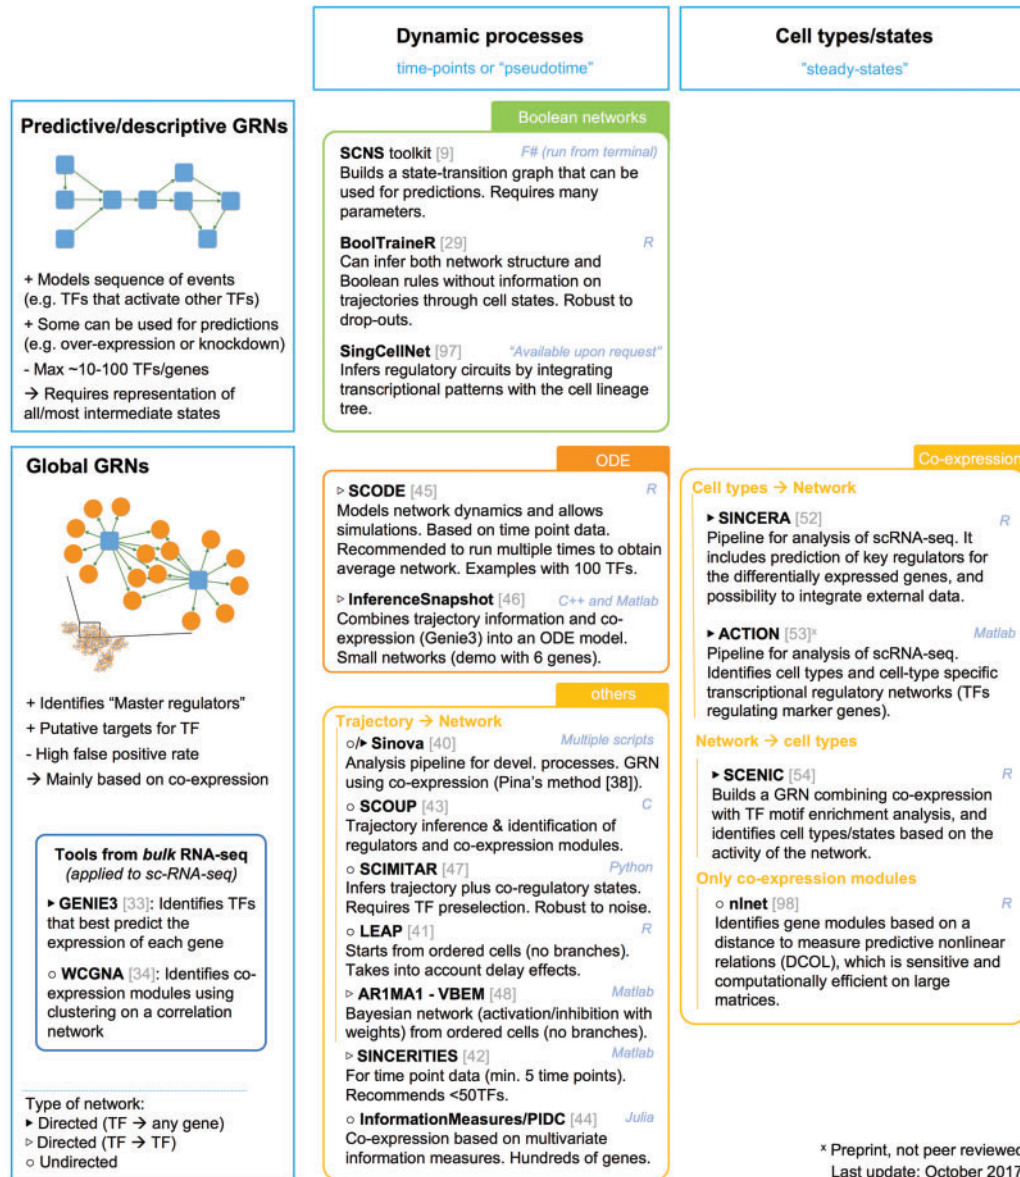 Dynamic processes
time-points or "pseudotime"
Cell types/states
"steady-states"
Predictive/descriptive GRNs
+ Models sequence of events
(e.g. TFs that activate other TFs)
+ Some can be used for predictions
(e.g. over-expression or knockdown)
- Max ~10-100 TFs/genes
→ Requires representation of
all/most intermediate states
Boolean networks
SCNS toolkit [9] F# (run from terminal)
Builds a state-transition graph that can be
used for predictions. Requires many
parameters.
BoolTraineR [29] R
Can infer both network structure and
Boolean rules without information on
trajectories through cell states. Robust to
drop-outs.
SingCellNet [97] "Available upon request"
Infers regulatory circuits by integrating
transcriptional patterns with the cell lineage
tree.
Global GRNs
+ Identifies "Master regulators"
+ Putative targets for TF
- High false positive rate
→ Mainly based on co-expression
Tools from bulk RNA-seq
(applied to sc-RNA-seq)
▸ GENIE3 [33]: Identifies TFs
that best predict the
expression of each gene
○ WCGNA [34]: Identifies co-
expression modules using
clustering on a correlation
network
Type of network:
▸ Directed (TF → any gene)
▹ Directed (TF → TF)
○ Undirected
ODE
▹ SCODE [45] R
Models network dynamics and allows
simulations. Based on time point data.
Recommended to run multiple times to obtain
average network. Examples with 100 TFs.
▹ InferenceSnapshot [46] C++ and Matlab
Combines trajectory information and co-
expression (Genie3) into an ODE model.
Small networks (demo with 6 genes).
others
Trajectory → Network
○/▸ Sinova [40] Multiple scripts
Analysis pipeline for devel. processes. GRN
using co-expression (Pina's method [38]).
○ SCOUP [43] C
Trajectory inference & identification of
regulators and co-expression modules.
○ SCIMITAR [47] Python
Infers trajectory plus co-regulatory states.
Requires TF preselection. Robust to noise.
○ LEAP [41] R
Starts from ordered cells (no branches).
Takes into account delay effects.
▹ AR1MA1 - VBEM [48] Matlab
Bayesian network (activation/inhibition with
weights) from ordered cells (no branches).
▹ SINCERITIES [42] Matlab
For time point data (min. 5 time points).
Recommends <50TFs.
○ InformationMeasures/PIDC [44] Julia
Co-expression based on multivariate
information measures. Hundreds of genes.
Co-expression
Cell types → Network
▸ SINCERA [52] R
Pipeline for analysis of scRNA-seq. It
includes prediction of key regulators for
the differentially expressed genes, and
possibility to integrate external data.
▸ ACTION [53]ˣ Matlab
Pipeline for analysis of scRNA-seq.
Identifies cell types and cell-type specific
transcriptional regulatory networks (TFs
regulating marker genes).
Network → cell types
▸ SCENIC [54] R
Builds a GRN combining co-expression
with TF motif enrichment analysis, and
identifies cell types/states based on the
activity of the network.
Only co-expression modules
○ nlnet [98] R
Identifies gene modules based on a
distance to measure predictive nonlinear
relations (DCOL), which is sensitive and
computationally efficient on large
matrices.
ˣ Preprint, not peer reviewed
Last update: October 2017